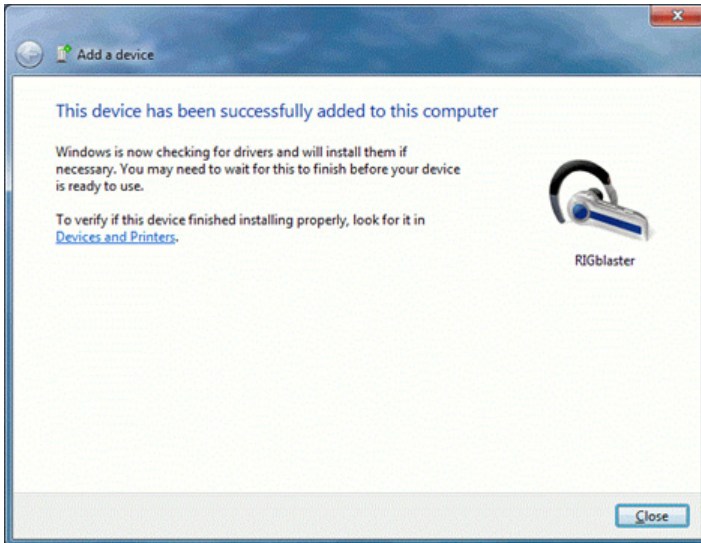 Add a device
This device has been successfully added to this computer
Windows is now checking for drivers and will install them if
necessary. You may need to wait for this to finish before your device
is ready to use.
To verify if this device finished installing properly, look for it in
Devices and Printers.
RIGblaster
Close